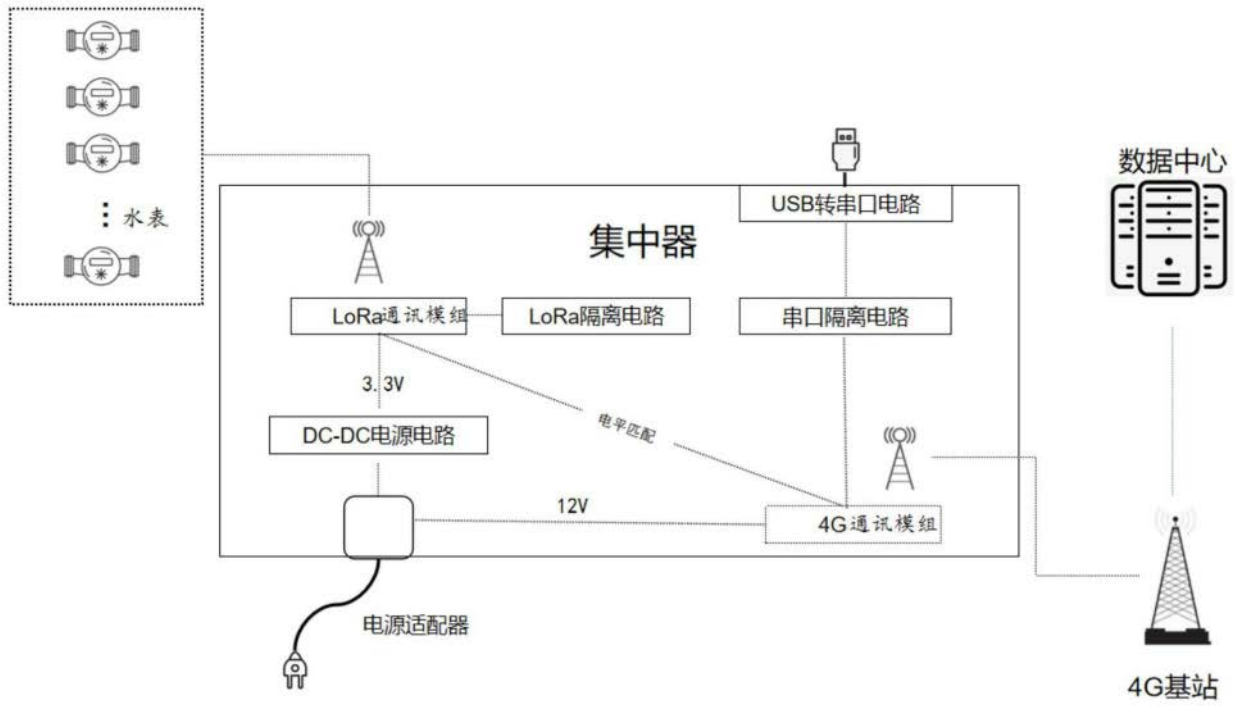 水表
数据中心
USB转串口电路
集中器
LoRa通讯模组
LoRa隔离电路
串口隔离电路
3.3V
电平匹配
DC-DC电源电路
12V
4G通讯模组
电源适配器
4G基站